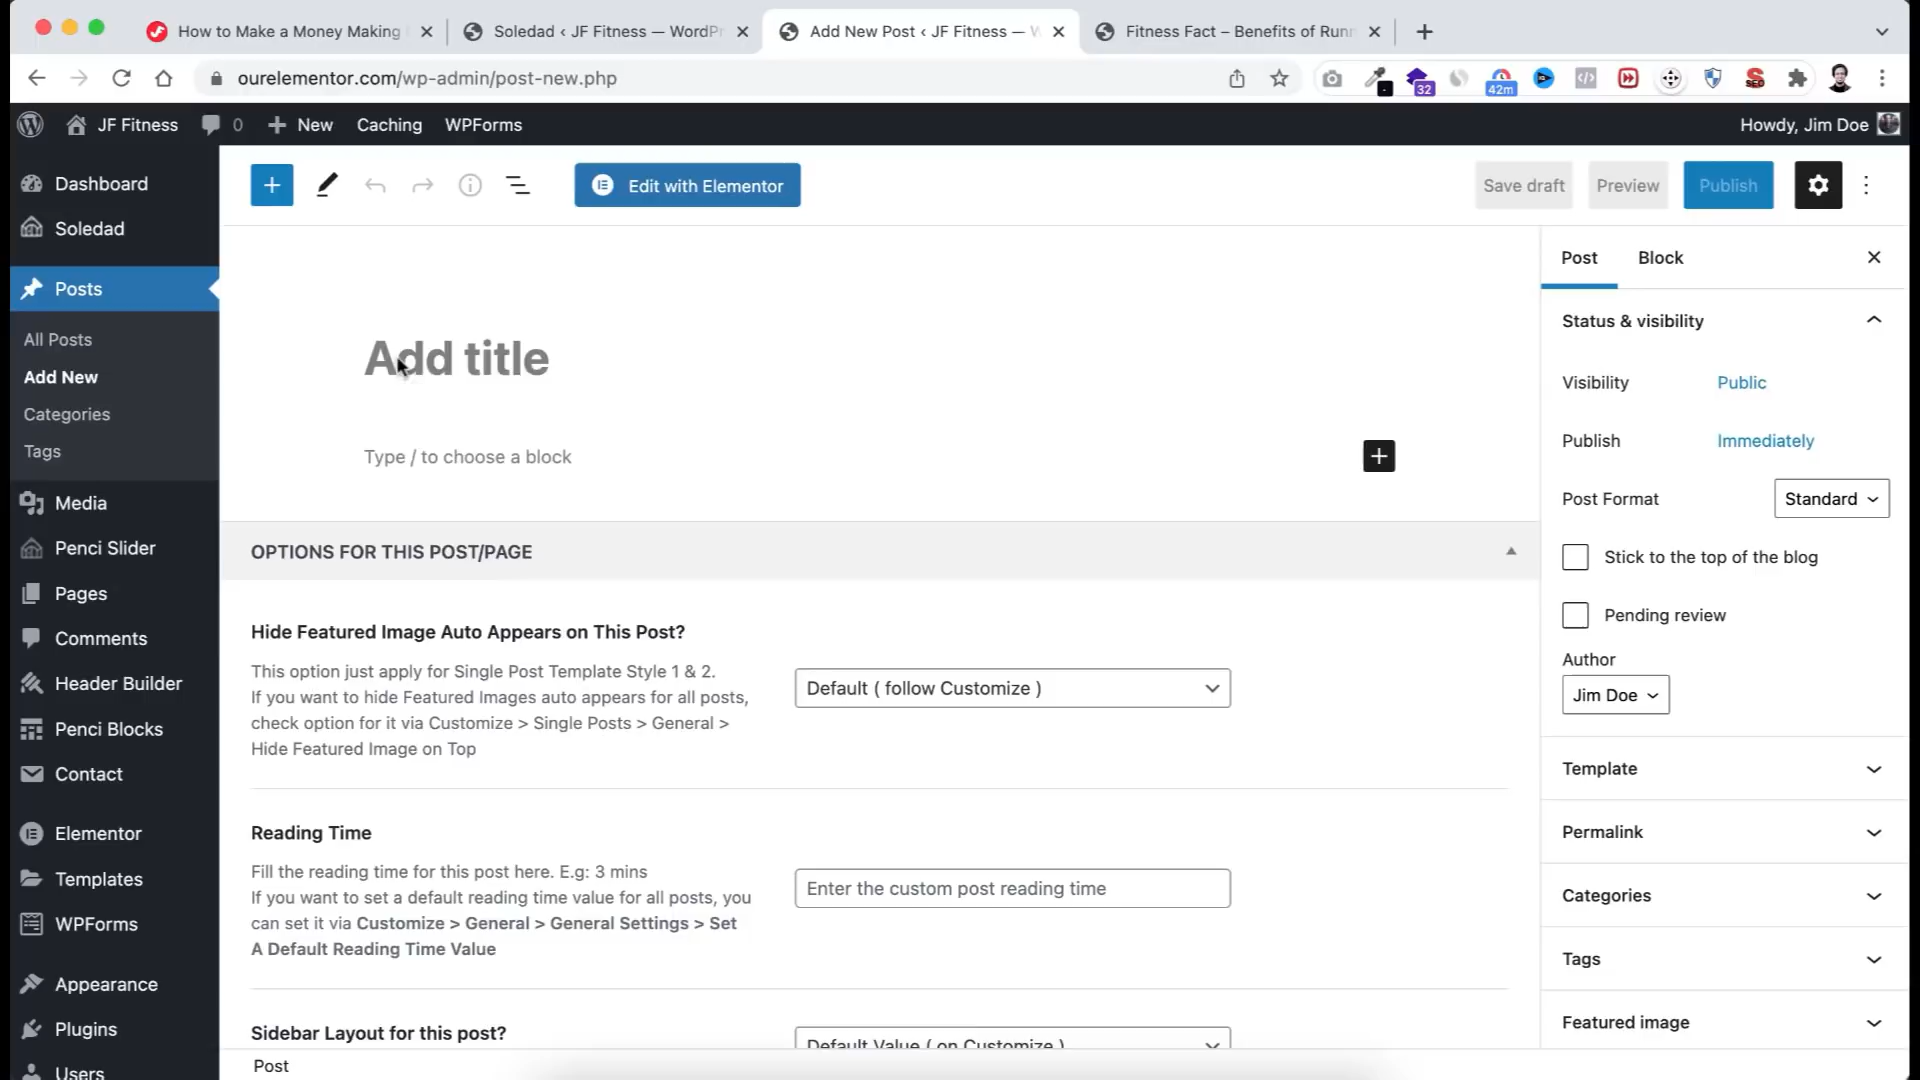 How to Make a Money Making
Soledad ‹ JF Fitness — WordPr
Add New Post ‹ JF Fitness — W
Fitness Fact – Benefits of Runn
ourelementor.com/wp-admin/post-new.php
32
42m
SEO
JF Fitness
0
New
Caching
WPForms
Howdy, Jim Doe
Dashboard
Soledad
Posts
All Posts
Add New
Categories
Tags
Media
Penci Slider
Pages
Comments
Header Builder
Penci Blocks
Contact
Elementor
Templates
WPForms
Appearance
Plugins
Users
Edit with Elementor
Save draft
Preview
Publish
Add title
Type / to choose a block
OPTIONS FOR THIS POST/PAGE
Hide Featured Image Auto Appears on This Post?
This option just apply for Single Post Template Style 1 & 2.
If you want to hide Featured Images auto appears for all posts,
check option for it via Customize > Single Posts > General >
Hide Featured Image on Top
Default ( follow Customize )
Reading Time
Fill the reading time for this post here. E.g: 3 mins
If you want to set a default reading time value for all posts, you
can set it via Customize > General > General Settings > Set
A Default Reading Time Value
Enter the custom post reading time
Sidebar Layout for this post?
Default Value ( on Customize )
Post
Post
Block
Status & visibility
Visibility
Public
Publish
Immediately
Post Format
Standard
Stick to the top of the blog
Pending review
Author
Jim Doe
Template
Permalink
Categories
Tags
Featured image